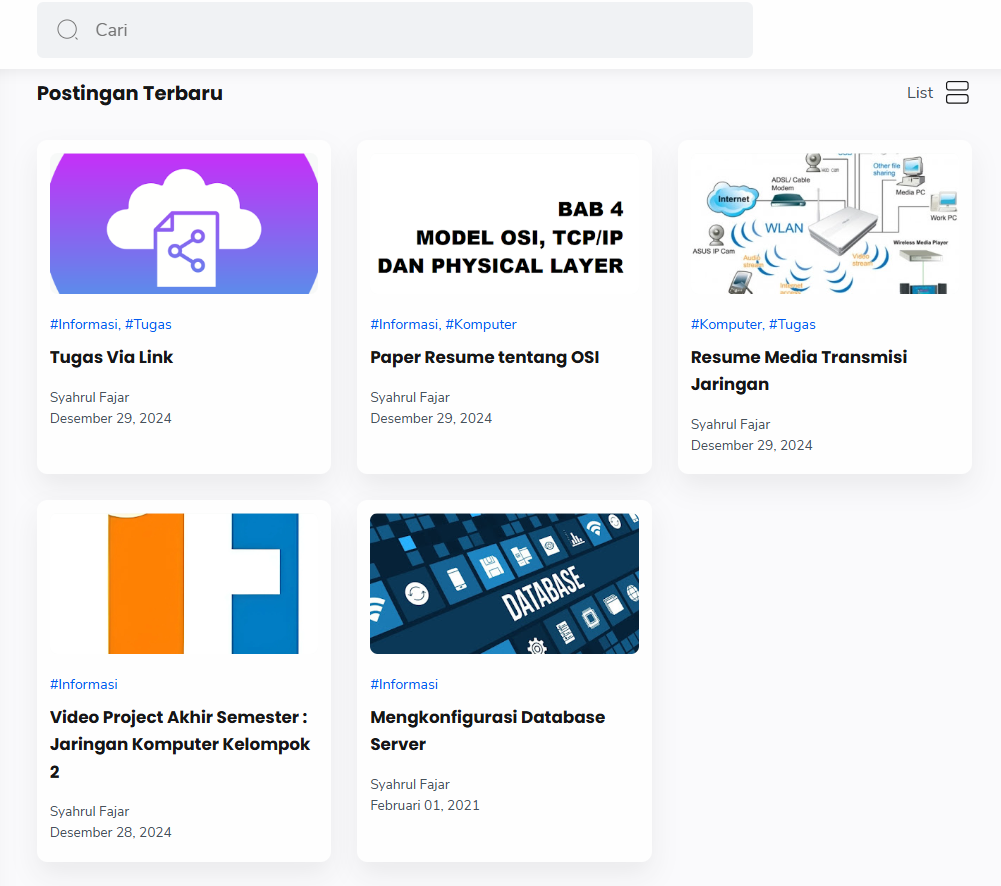 Cari
Postingan Terbaru
List
BAB 4
MODEL OSI, TCP/IP
DAN PHYSICAL LAYER
Other file
sharing
ADSL/ Cable
Modem
Internet
Media PC
WLAN
Work PC
ASUS IP Cam
Wireless Media Player
Audio
stream
Video
stream
Internet
#Informasi, #Tugas
Tugas Via Link
Syahrul Fajar
Desember 29, 2024
#Informasi, #Komputer
Paper Resume tentang OSI
Syahrul Fajar
Desember 29, 2024
#Komputer, #Tugas
Resume Media Transmisi
Jaringan
Syahrul Fajar
Desember 29, 2024
#Informasi
Video Project Akhir Semester :
Jaringan Komputer Kelompok
2
Syahrul Fajar
Desember 28, 2024
DATABASE
#Informasi
Mengkonfigurasi Database
Server
Syahrul Fajar
Februari 01, 2021